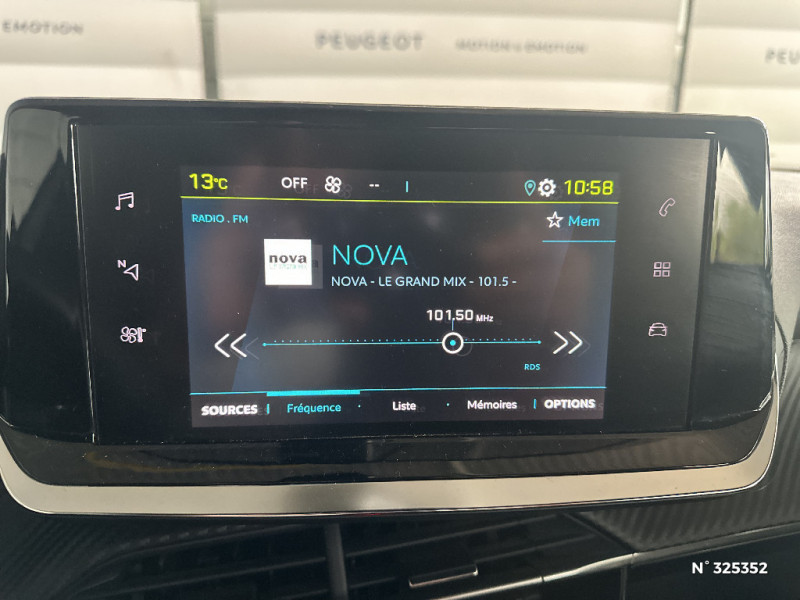 EMOTION
PEUGEOT MOTION & EMOTION
PEU
13°C OFF -- 10:58
RADIO . FM
Mem
nova
NOVA
NOVA - LE GRAND MIX - 101.5 -
101.50 MHz
RDS
SOURCES Fréquence Liste Mémoires OPTIONS
N
N° 325352